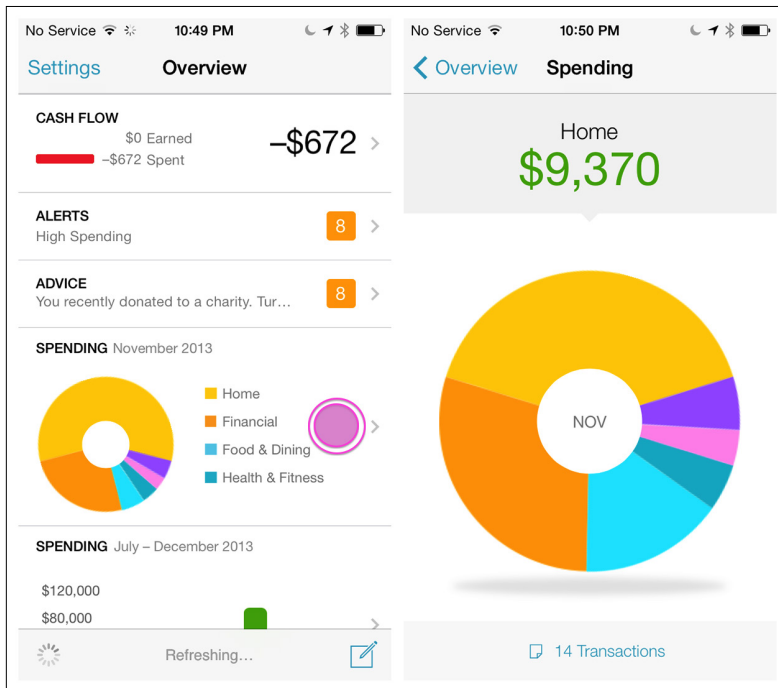 No Service 10:49 PM
Settings Overview
CASH FLOW
$0 Earned
–$672 Spent
–$672
ALERTS
High Spending
8
ADVICE
You recently donated to a charity. Tur…
8
SPENDING November 2013
Home
Financial
Food & Dining
Health & Fitness
SPENDING July – December 2013
$120,000
$80,000
Refreshing…
No Service 10:50 PM
Overview Spending
Home
$9,370
NOV
14 Transactions